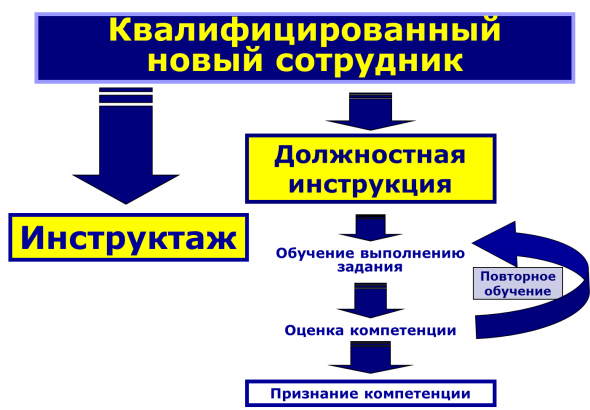 Квалифицированный
новый сотрудник
Должностная
инструкция
Инструктаж
Обучение выполнению
задания
Повторное
обучение
Оценка компетенции
Признание компетенции